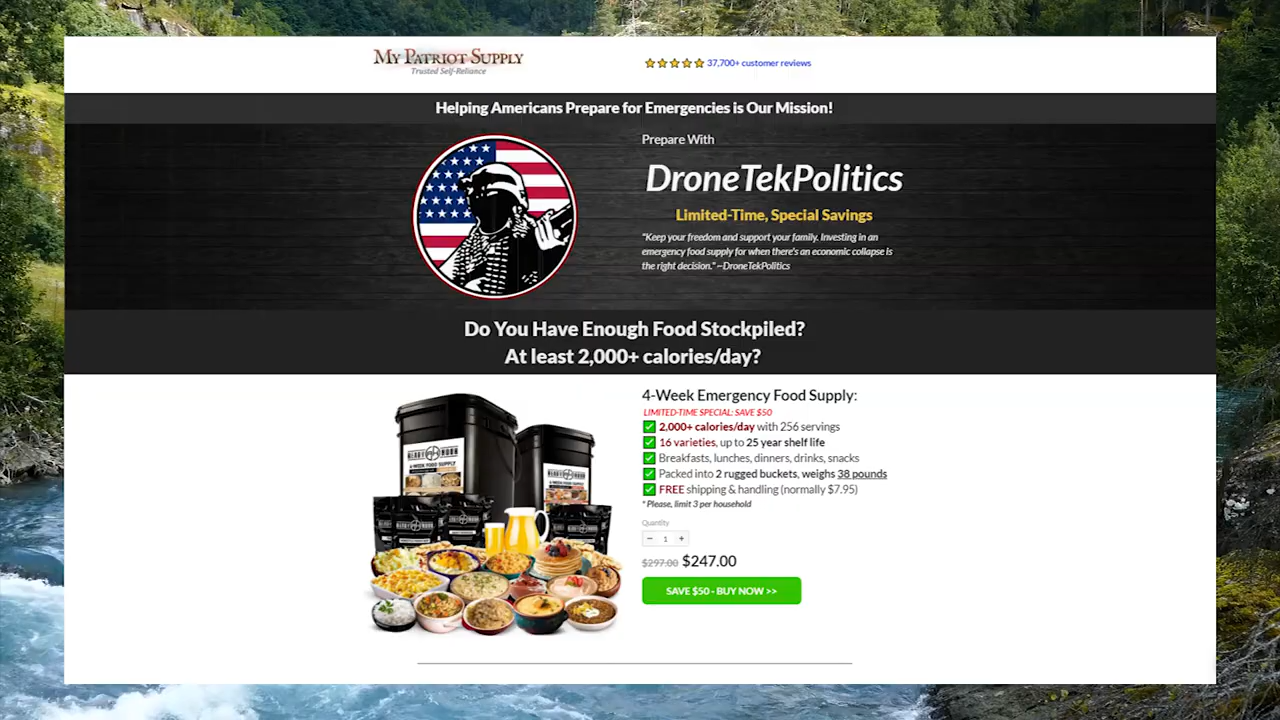 MY PATRIOT SUPPLY
Trusted Self-Reliance
37,700+ customer reviews
Helping Americans Prepare for Emergencies is Our Mission!
Prepare With
DroneTekPolitics
Limited-Time, Special Savings
"Keep your freedom and support your family. Investing in an
emergency food supply for when there's an economic collapse is
the right decision." ~DroneTekPolitics
Do You Have Enough Food Stockpiled?
At least 2,000+ calories/day?
4-Week Emergency Food Supply:
LIMITED-TIME SPECIAL: SAVE $50
2,000+ calories/day with 256 servings
16 varieties, up to 25 year shelf life
Breakfasts, lunches, dinners, drinks, snacks
Packed into 2 rugged buckets, weighs 38 pounds
FREE shipping & handling (normally $7.95)
* Please, limit 3 per household
Quantity
− 1 +
$297.00 $247.00
SAVE $50 - BUY NOW >>
READY HOUR
4-WEEK FOOD SUPPLY